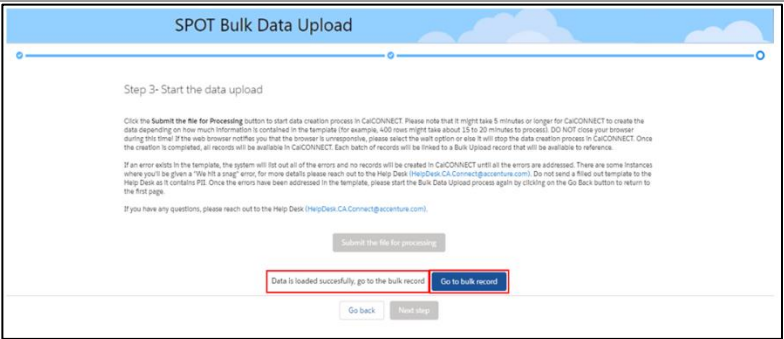 SPOT Bulk Data Upload
Step 3- Start the data upload
Click the Submit the file for Processing button to start data creation process in CalCONNECT. Please note that it might take 5 minutes or longer for CalCONNECT to create the
data depending on how much information is contained in the template (for example, 400 rows might take about 15 to 20 minutes to process). DO NOT close your browser
during this time! If the web browser notifies you that the browser is unresponsive, please select the wait option or else it will stop the data creation process in CalCONNECT. Once
the creation is completed, all records will be available in CalCONNECT. Each batch of records will be linked to a Bulk Upload record that will be available to reference.
If an error exists in the template, the system will list out all of the errors and no records will be created in CalCONNECT until all the errors are addressed. There are some instances
where you'll be given a "We hit a snag" error, for more details please reach out to the Help Desk (HelpDesk.CA.Connect@accenture.com). Do not send a filled out template to the
Help Desk as it contains PII. Once the errors have been addressed in the template, please start the Bulk Data Upload process again by clicking on the Go Back button to return to
the first page.
If you have any questions, please reach out to the Help Desk (HelpDesk.CA.Connect@accenture.com).
Submit the file for processing
Data is loaded succesfully, go to the bulk record Go to bulk record
Go back Next step